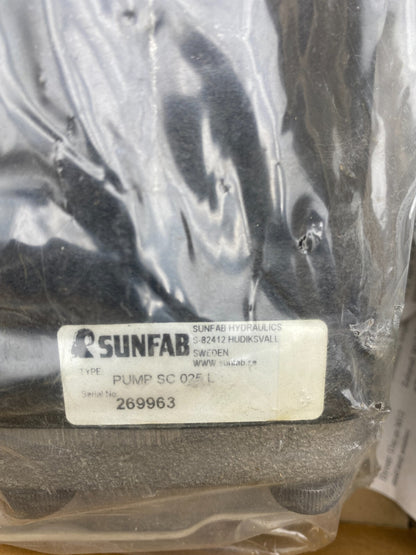 SUNFAB
SUNFAB HYDRAULICS
S-82412 HUDIKSVALL
SWEDEN
WWW.sunfab.se
TYPE:
PUMP SC 025 L
Serial No.
269963